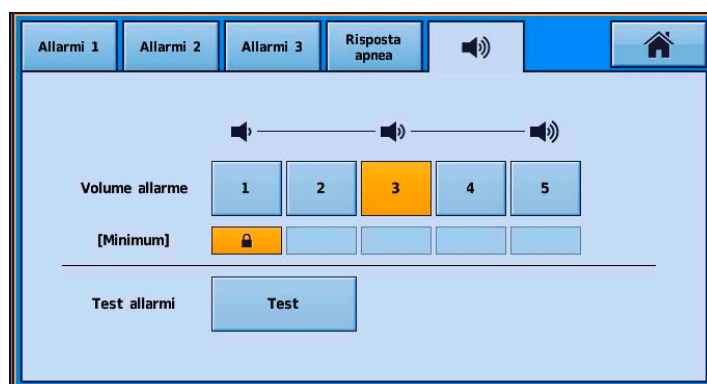 Allarmi 1
Allarmi 2
Allarmi 3
Risposta
apnea
Volume allarme
1
2
3
4
5
[Minimum]
Test allarmi
Test